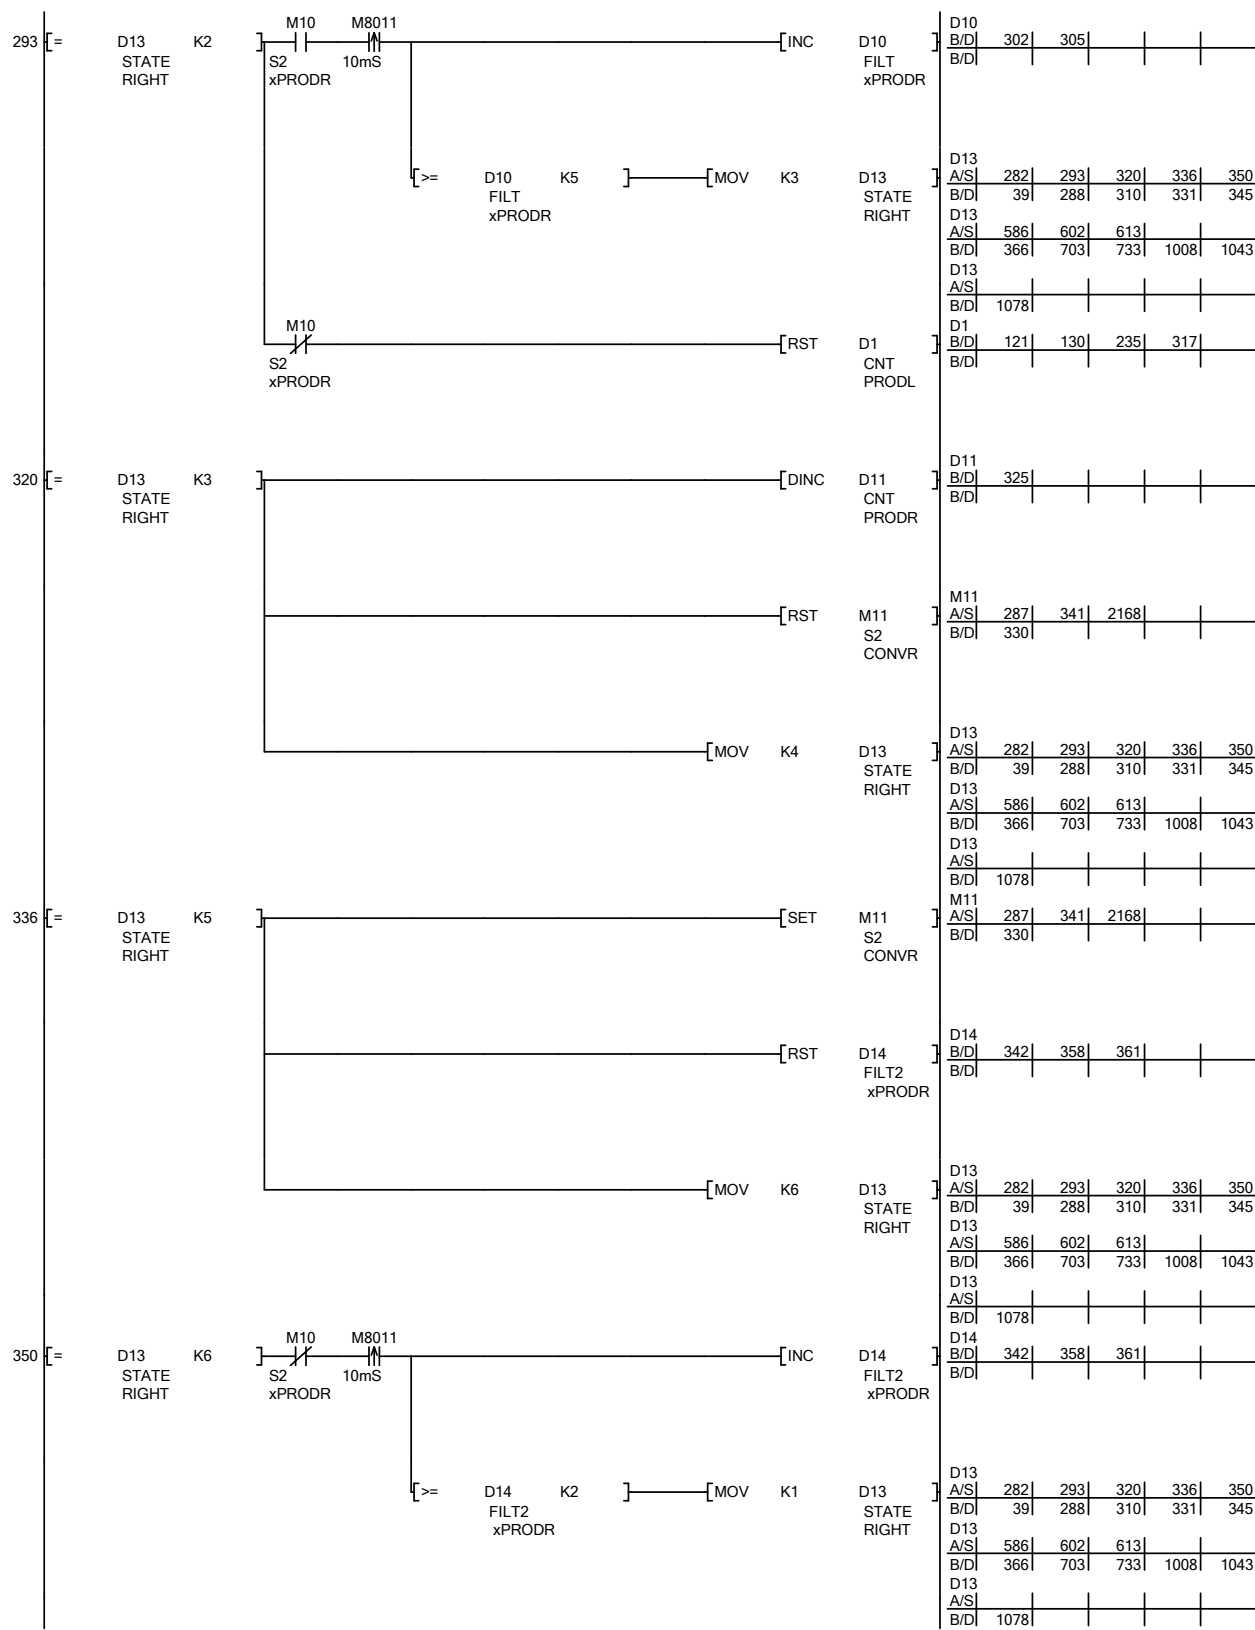 M10 M8011 D10
293 [= D13 K2 ] [INC D10 ] B/D 302 305
STATE S2 10mS FILT B/D
RIGHT xPRODR xPRODR
D13
[>= D10 K5 ] [MOV K3 D13 ] A/S 282 293 320 336 350
FILT STATE B/D 39 288 310 331 345
xPRODR RIGHT D13
A/S 586 602 613
B/D 366 703 733 1008 1043
D13
A/S
B/D 1078
M10 D1
[RST D1 ] B/D 121 130 235 317
S2 CNT B/D
xPRODR PRODL
D11
320 [= D13 K3 ] [DINC D11 ] B/D 325
STATE CNT B/D
RIGHT PRODR
M11
[RST M11 ] A/S 287 341 2168
S2 B/D 330
CONVR
D13
[MOV K4 D13 ] A/S 282 293 320 336 350
STATE B/D 39 288 310 331 345
RIGHT D13
A/S 586 602 613
B/D 366 703 733 1008 1043
D13
A/S
B/D 1078
M11
336 [= D13 K5 ] [SET M11 ] A/S 287 341 2168
STATE S2 B/D 330
RIGHT CONVR
D14
[RST D14 ] B/D 342 358 361
FILT2 B/D
xPRODR
D13
[MOV K6 D13 ] A/S 282 293 320 336 350
STATE B/D 39 288 310 331 345
RIGHT D13
A/S 586 602 613
B/D 366 703 733 1008 1043
D13
A/S
B/D 1078
M10 M8011 D14
350 [= D13 K6 ] [INC D14 ] B/D 342 358 361
STATE S2 10mS FILT2 B/D
RIGHT xPRODR xPRODR
D13
[>= D14 K2 ] [MOV K1 D13 ] A/S 282 293 320 336 350
FILT2 STATE B/D 39 288 310 331 345
xPRODR RIGHT D13
A/S 586 602 613
B/D 366 703 733 1008 1043
D13
A/S
B/D 1078